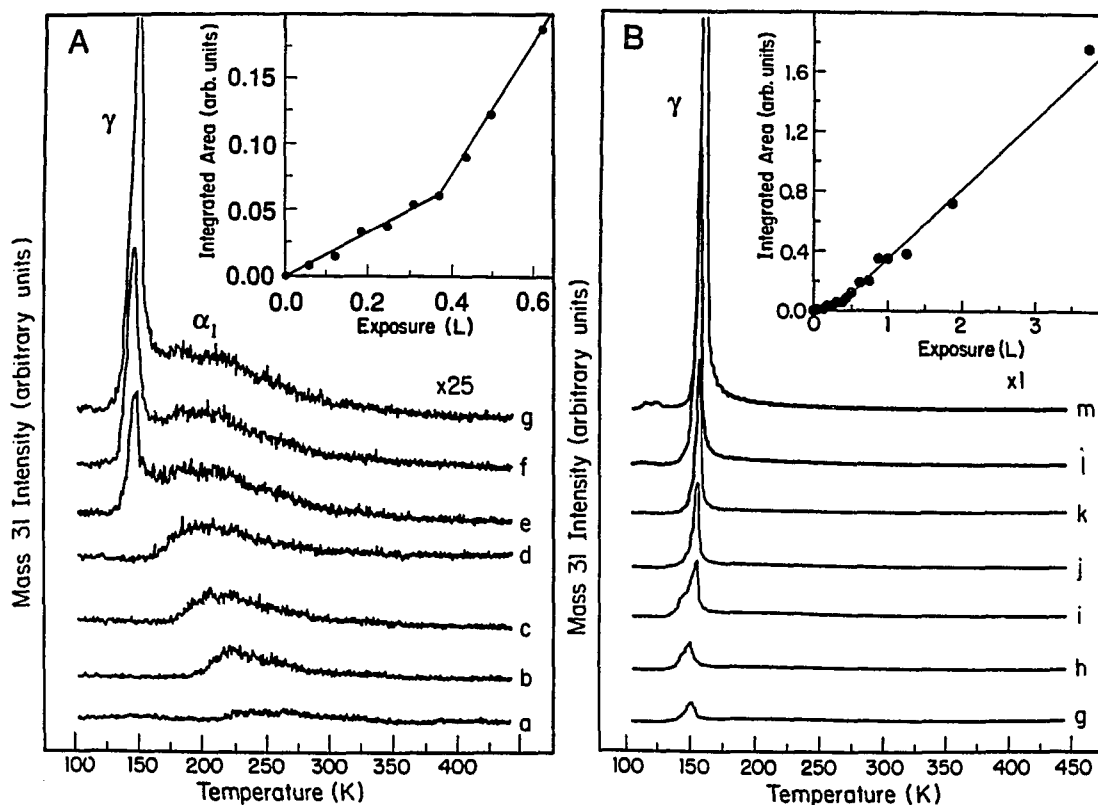 A
γ
α1
x25
g
f
e
d
c
b
a
Mass 31 Intensity (arbitrary units)
100 150 200 250 300 350 400
Temperature (K)
Integrated Area (arb. units)
0.15
0.10
0.05
0.00
0.0 0.2 0.4 0.6
Exposure (L)
B
γ
x1
m
l
k
j
i
h
g
Mass 31 Intensity (arbitrary units)
100 150 200 250 300 350 400 450
Temperature (K)
Integrated Area (arb. units)
1.6
1.2
0.8
0.4
0.0
0 1 2 3
Exposure (L)